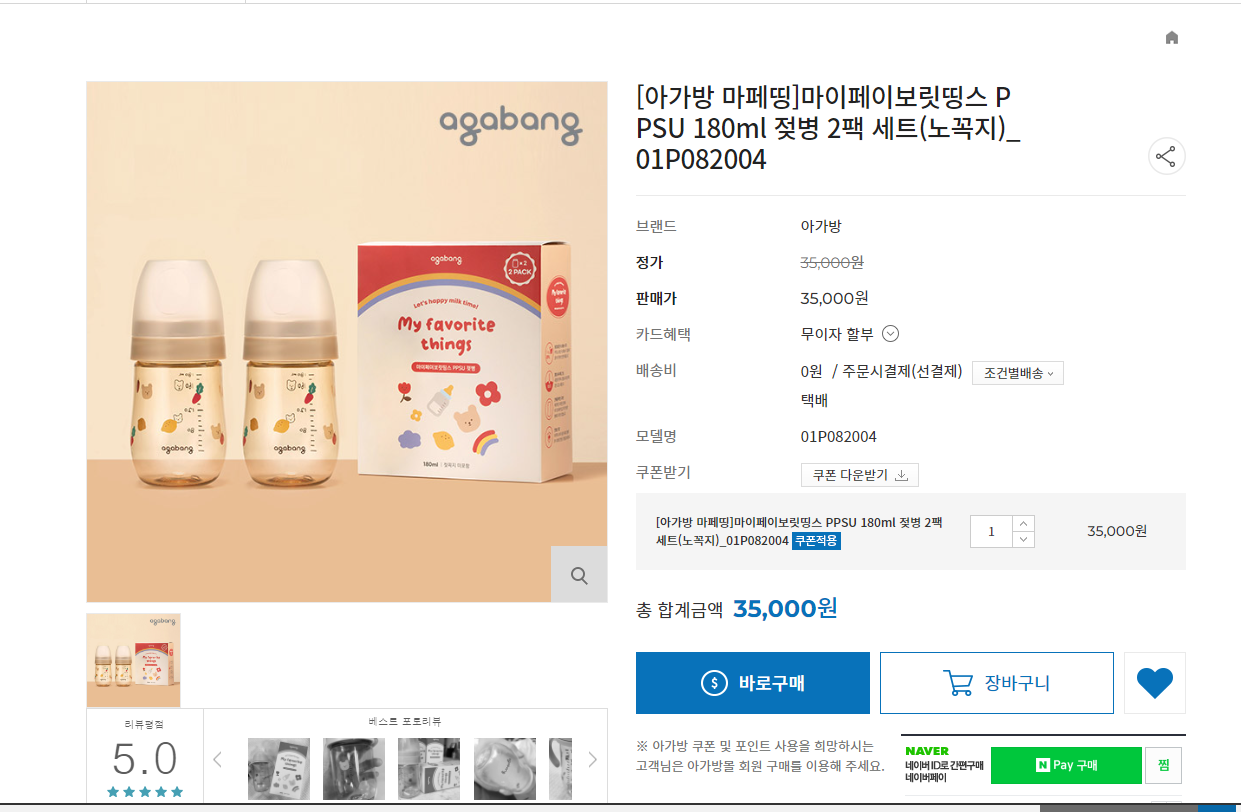 agabang
agabang
2 PACK
Let's happy milk time!
My favorite
things
마이페이보릿띵스 PPSU 젖병
180ml
agabang
agabang
[아가방 마페띵]마이페이보릿띵스 P
PSU 180ml 젖병 2팩 세트(노꼭지)_
01P082004
브랜드 아가방
정가 35,000원
판매가 35,000원
카드혜택 무이자 할부
배송비 0원 / 주문시결제(선결제) 조건별배송
택배
모델명 01P082004
쿠폰받기 쿠폰 다운받기
[아가방 마페띵]마이페이보릿띵스 PPSU 180ml 젖병 2팩
세트(노꼭지)_01P082004 쿠폰적용
1
35,000원
총 합계금액 35,000원
바로구매
장바구니
※ 아가방 쿠폰 및 포인트 사용을 희망하시는
고객님은 아가방몰 회원 구매를 이용해 주세요.
NAVER
네이버 ID로 간편구매
네이버페이
N Pay 구매
찜
agabang
리뷰평점
5.0
베스트 포토리뷰